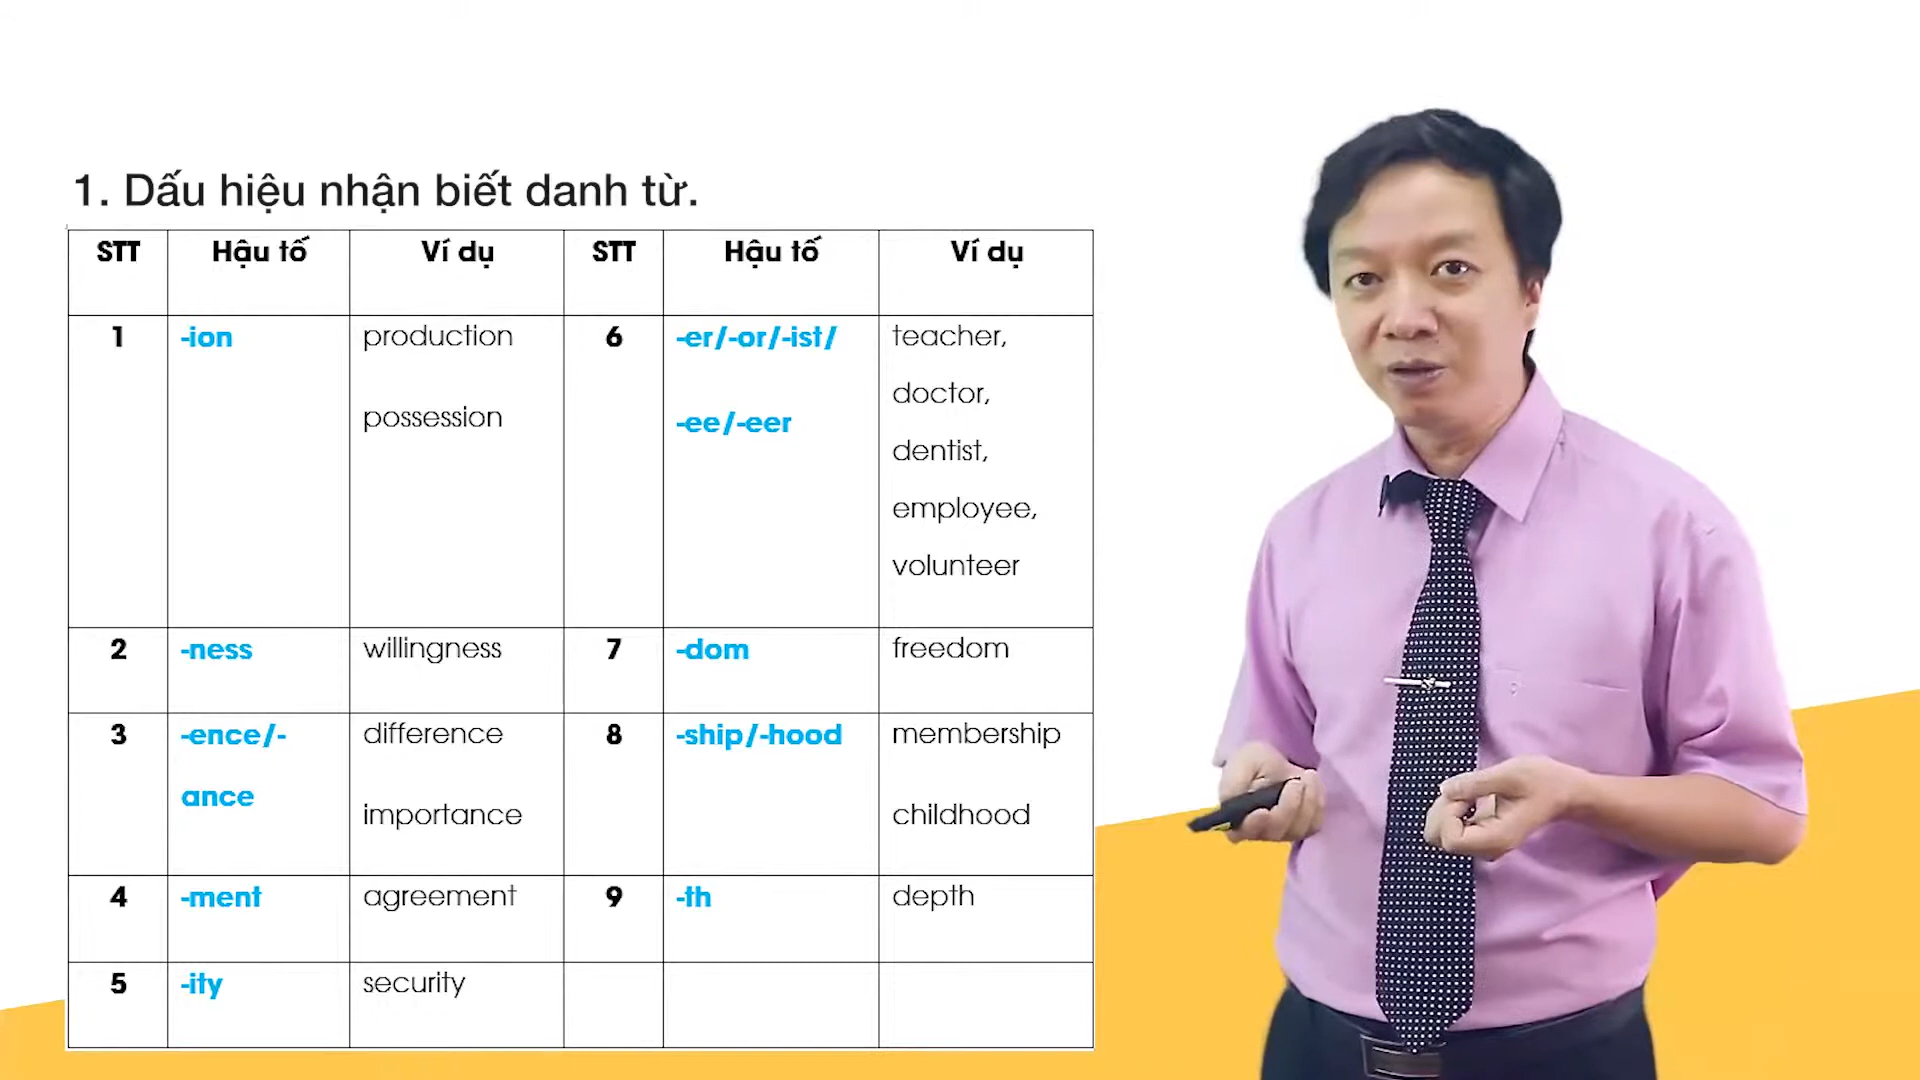 1. Dấu hiệu nhận biết danh từ.
STT Hậu tố Ví dụ STT Hậu tố Ví dụ
1 -ion production 6 -er/-or/-ist/ teacher,
doctor,
possession -ee/-eer
dentist,
employee,
volunteer
2 -ness willingness 7 -dom freedom
3 -ence/- difference 8 -ship/-hood membership
ance importance childhood
4 -ment agreement 9 -th depth
5 -ity security